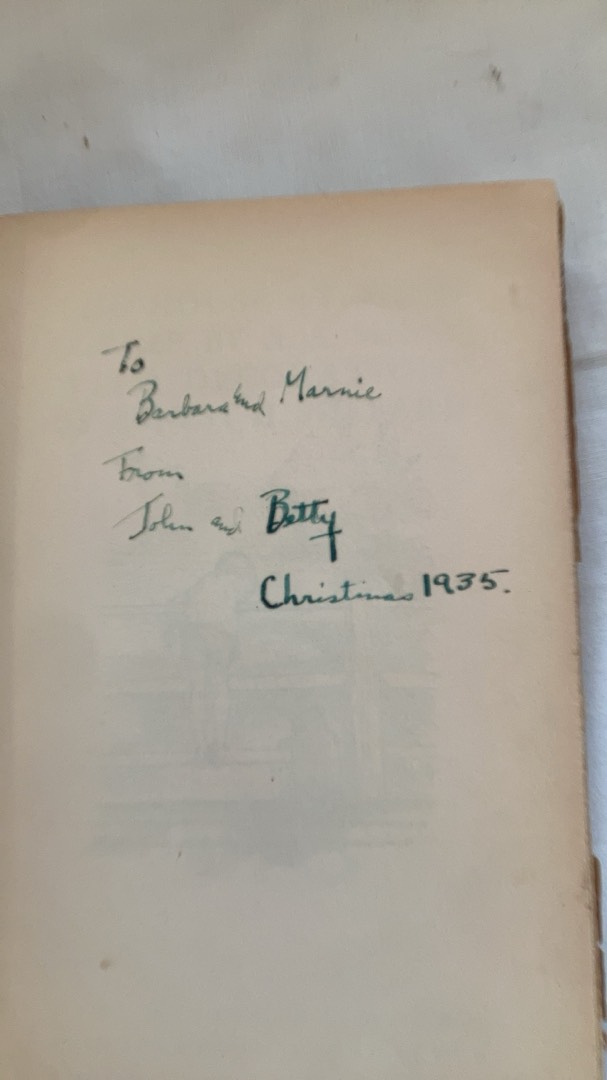 To
Barbara and Marnie
From
John and Betty
Christmas 1935.